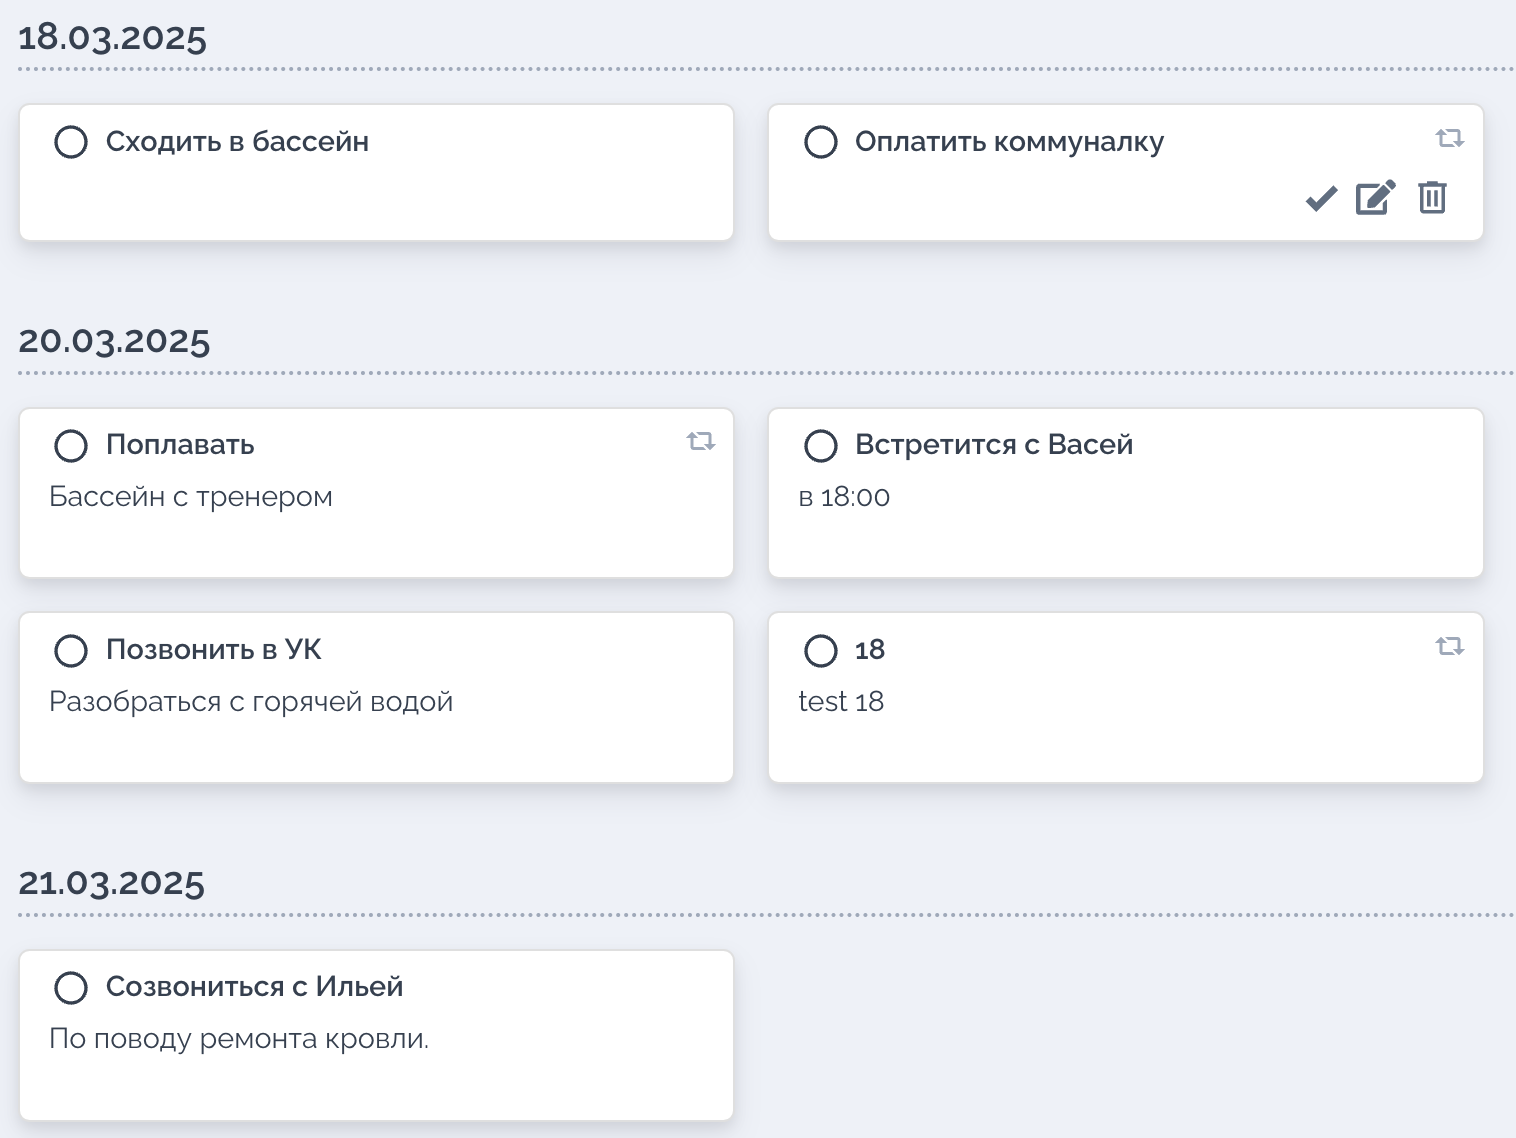 18.03.2025
Сходить в бассейн
Оплатить коммуналку
20.03.2025
Поплавать
Бассейн с тренером
Встретится с Васей
в 18:00
Позвонить в УК
Разобраться с горячей водой
18
test 18
21.03.2025
Созвониться с Ильей
По поводу ремонта кровли.